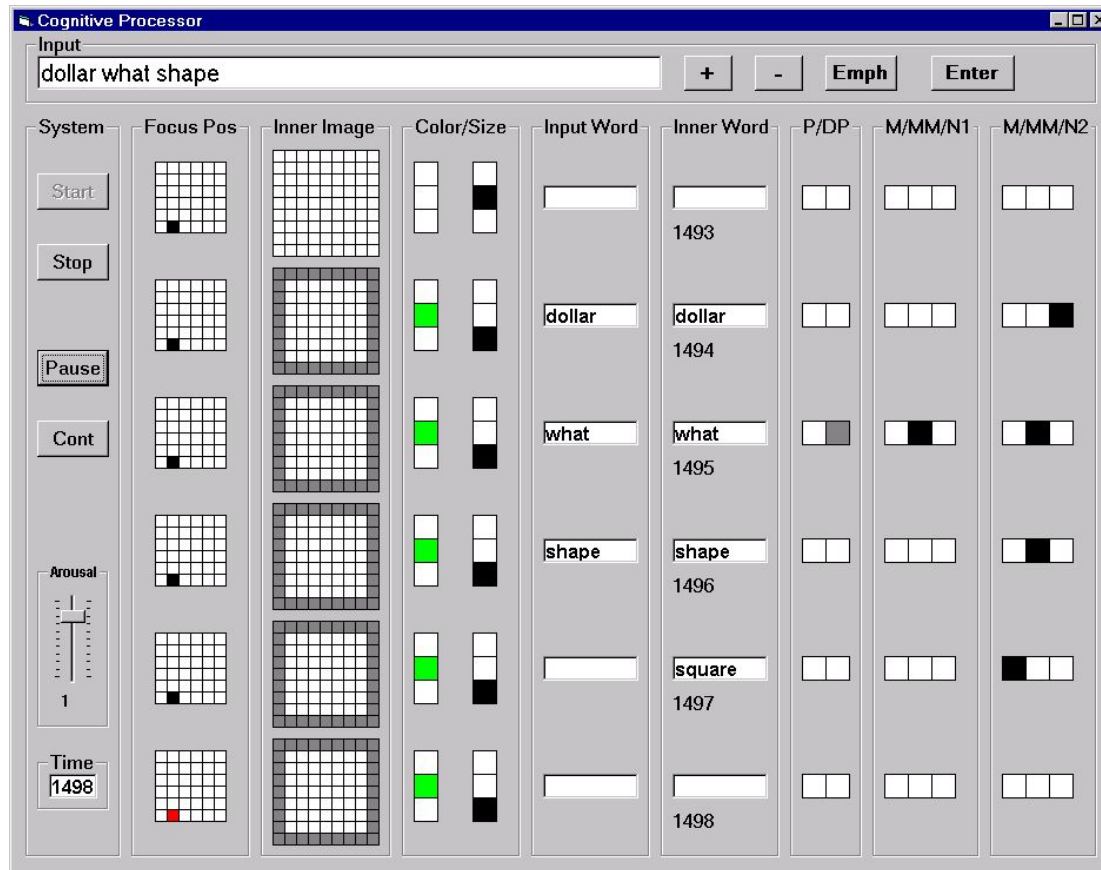 Cognitive Processor
Input
dollar what shape
+ - Emph Enter
System Focus Pos Inner Image Color/Size Input Word Inner Word P/DP M/MM/N1 M/MM/N2
Start
1493
Stop
dollar dollar
1494
Pause
what what
1495
Cont
shape shape
1496
Arousal
square
1497
1
Time
1498
1498